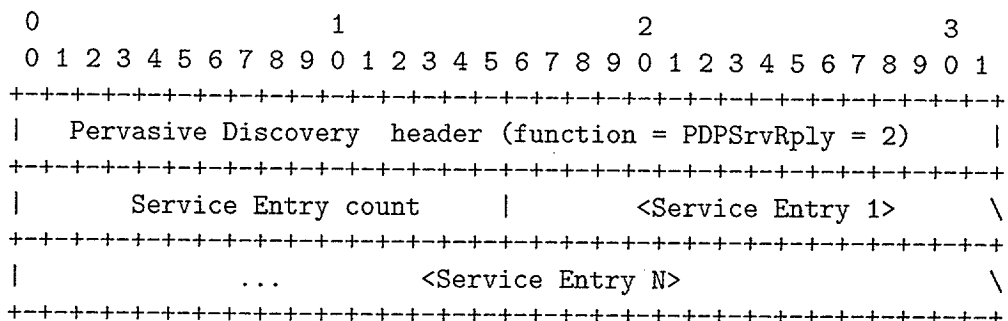 0                   1                   2                   3
 0 1 2 3 4 5 6 7 8 9 0 1 2 3 4 5 6 7 8 9 0 1 2 3 4 5 6 7 8 9 0 1
+-+-+-+-+-+-+-+-+-+-+-+-+-+-+-+-+-+-+-+-+-+-+-+-+-+-+-+-+-+-+-+-+
|   Pervasive Discovery  header (function = PDPSrvRply = 2)     |
+-+-+-+-+-+-+-+-+-+-+-+-+-+-+-+-+-+-+-+-+-+-+-+-+-+-+-+-+-+-+-+-+
|       Service Entry count     |        <Service Entry 1>      \
+-+-+-+-+-+-+-+-+-+-+-+-+-+-+-+-+-+-+-+-+-+-+-+-+-+-+-+-+-+-+-+-+
|              ...         <Service Entry N>                    \
+-+-+-+-+-+-+-+-+-+-+-+-+-+-+-+-+-+-+-+-+-+-+-+-+-+-+-+-+-+-+-+-+